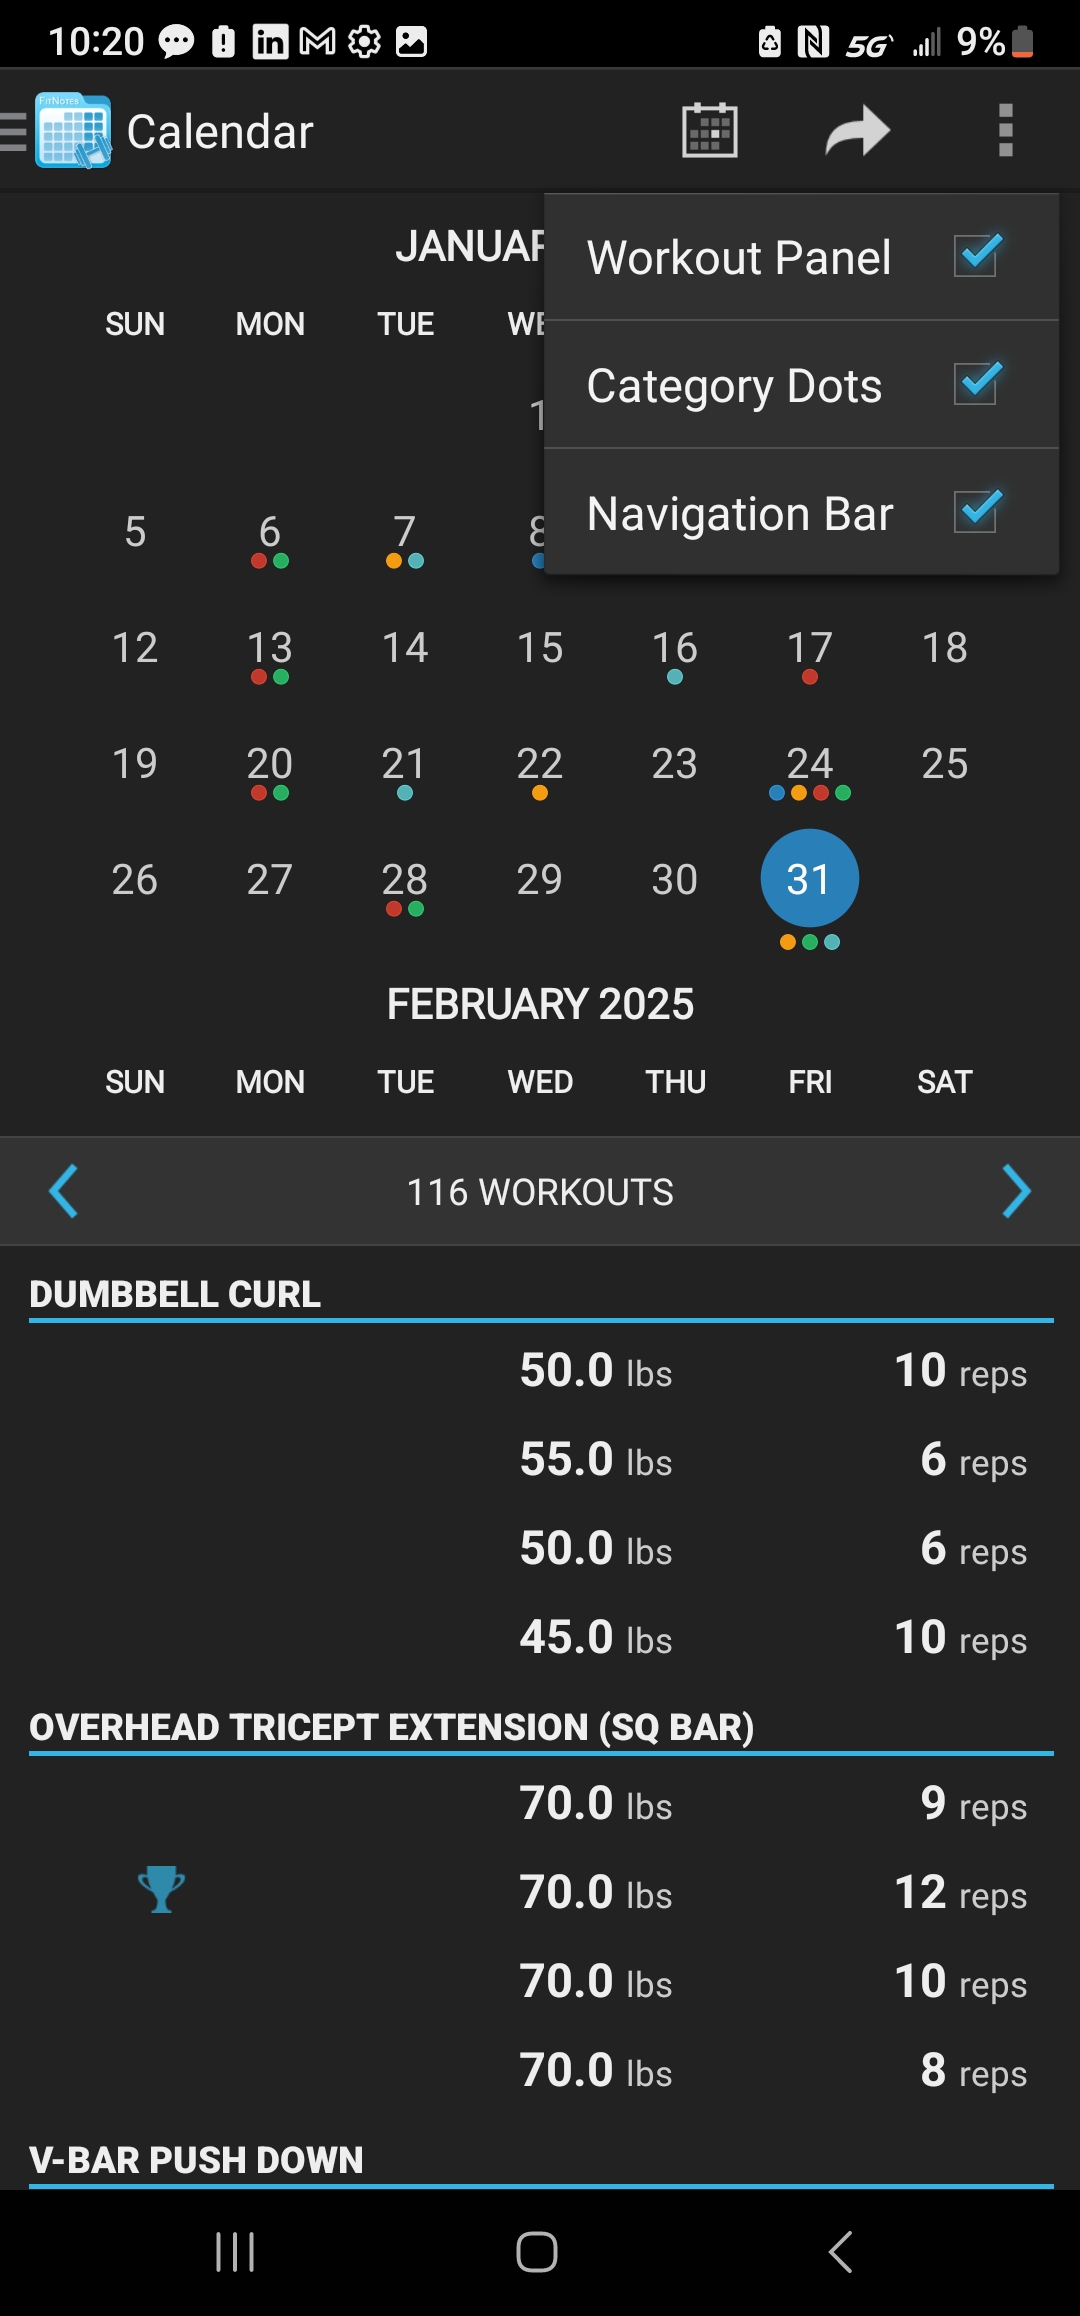 10:20 in 5G 9%
FITNOTES Calendar
Workout Panel
Category Dots
Navigation Bar
JANUAR
SUN MON TUE WE
1
5 6 7 8
12 13 14 15 16 17 18
19 20 21 22 23 24 25
26 27 28 29 30 31
FEBRUARY 2025
SUN MON TUE WED THU FRI SAT
116 WORKOUTS
DUMBBELL CURL
50.0 lbs 10 reps
55.0 lbs 6 reps
50.0 lbs 6 reps
45.0 lbs 10 reps
OVERHEAD TRICEPT EXTENSION (SQ BAR)
70.0 lbs 9 reps
70.0 lbs 12 reps
70.0 lbs 10 reps
70.0 lbs 8 reps
V-BAR PUSH DOWN